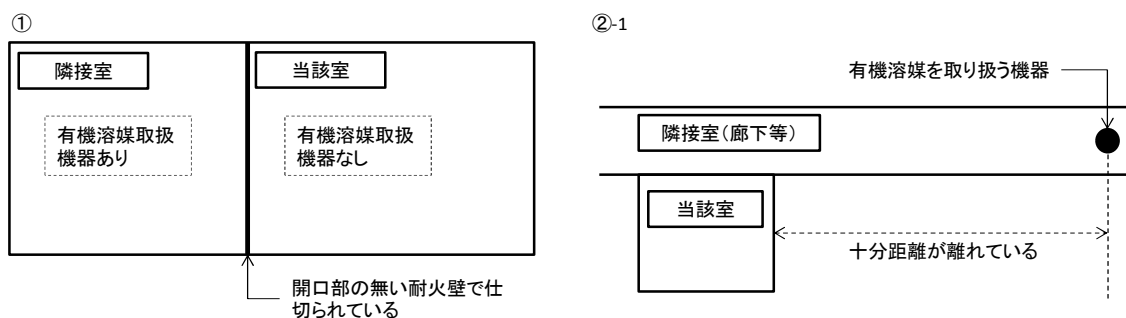 ①
隣接室
当該室
有機溶媒取扱
機器あり
有機溶媒取扱
機器なし
開口部の無い耐火壁で仕
切られている
②-1
有機溶媒を取り扱う機器
隣接室(廊下等)
当該室
十分距離が離れている